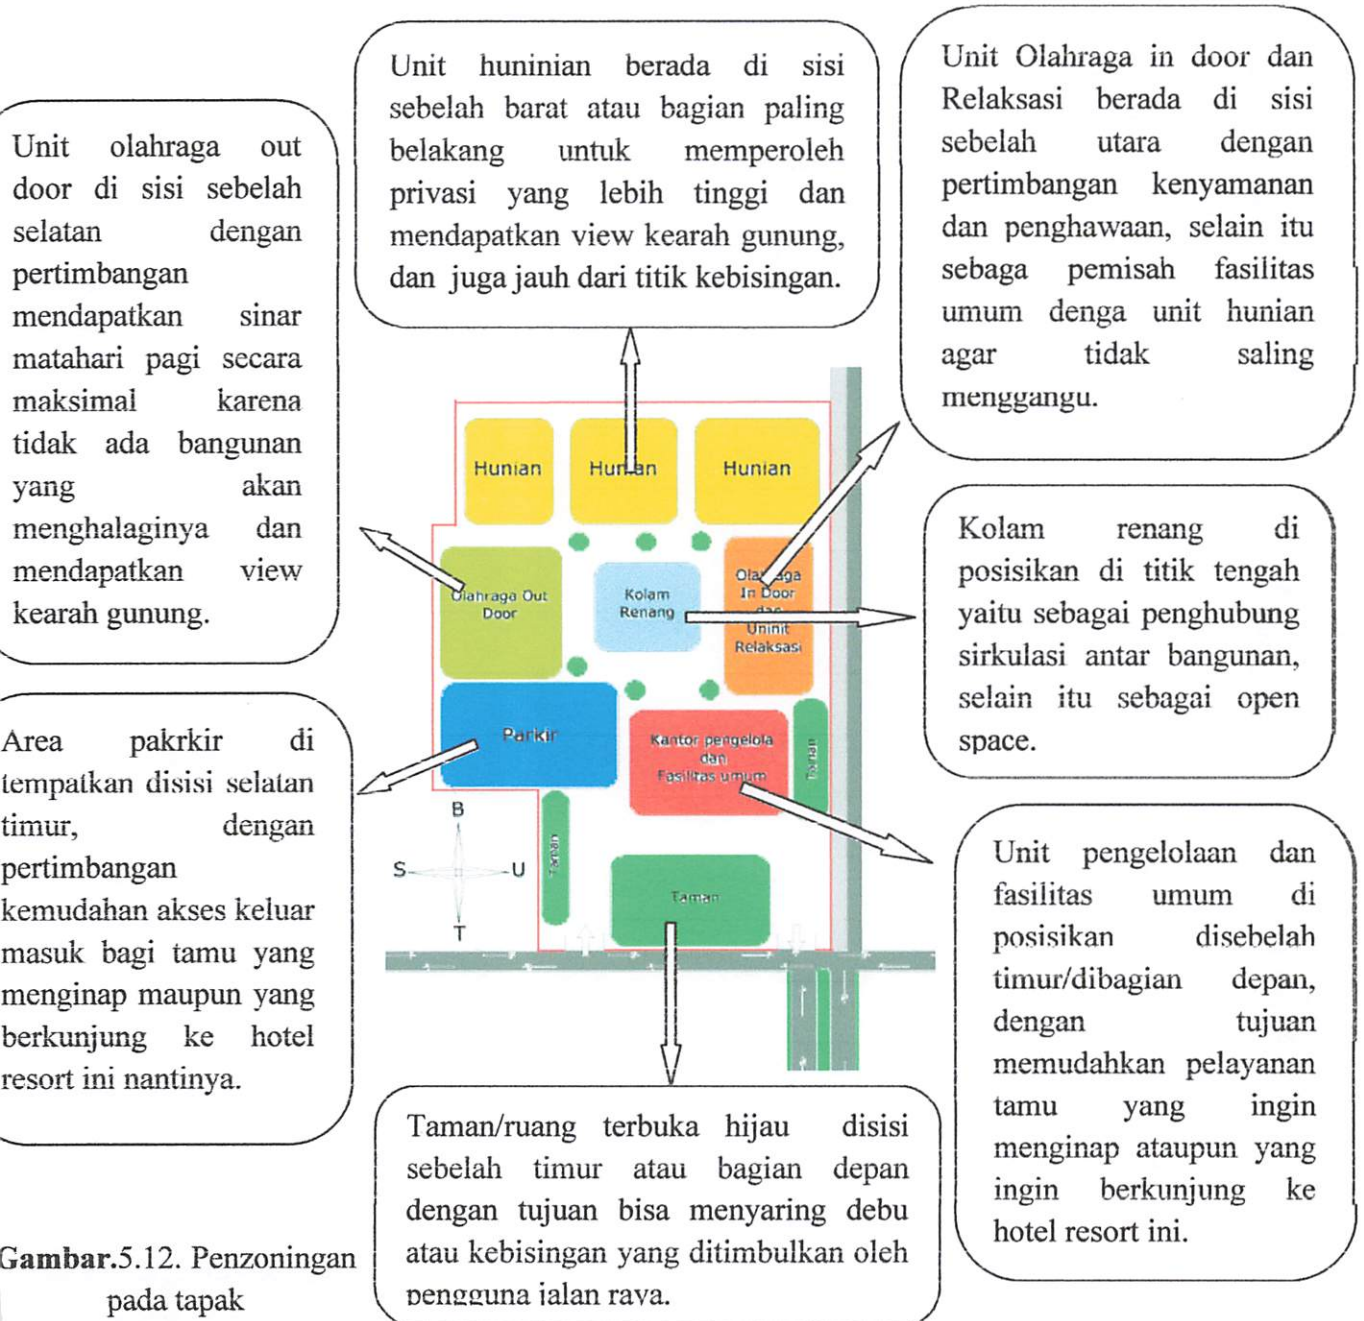 Unit huninian berada di sisi
sebelah barat atau bagian paling
belakang untuk memperoleh
privasi yang lebih tinggi dan
mendapatkan view kearah gunung,
dan juga jauh dari titik kebisingan.
Unit Olahraga in door dan
Relaksasi berada di sisi
sebelah utara dengan
pertimbangan kenyamanan
dan penghawaan, selain itu
sebaga pemisah fasilitas
umum denga unit hunian
agar tidak saling
menggangu.
Unit olahraga out
door di sisi sebelah
selatan dengan
pertimbangan
mendapatkan sinar
matahari pagi secara
maksimal karena
tidak ada bangunan
yang akan
menghalaginya dan
mendapatkan view
kearah gunung.
Hunian
Hunian
Hunian
Olahraga Out
Door
Kolam
Renang
Olahraga
In Door
dan
Uninit
Relaksasi
Kolam renang di
posisikan di titik tengah
yaitu sebagai penghubung
sirkulasi antar bangunan,
selain itu sebagai open
space.
Area pakrkir di
tempatkan disisi selatan
timur, dengan
pertimbangan
kemudahan akses keluar
masuk bagi tamu yang
menginap maupun yang
berkunjung ke hotel
resort ini nantinya.
Parkir
Kantor pengelola
dan
Fasilitas umum
Taman
B
S
U
T
Taman
Taman
Unit pengelolaan dan
fasilitas umum di
posisikan disebelah
timur/dibagian depan,
dengan tujuan
memudahkan pelayanan
tamu yang ingin
menginap ataupun yang
ingin berkunjung ke
hotel resort ini.
Taman/ruang terbuka hijau disisi
sebelah timur atau bagian depan
dengan tujuan bisa menyaring debu
atau kebisingan yang ditimbulkan oleh
pengguna jalan raya.
Gambar.5.12. Penzoningan
pada tapak